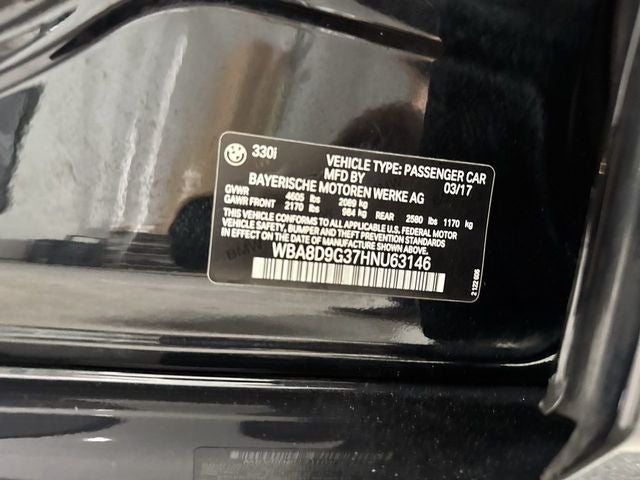 330i VEHICLE TYPE: PASSENGER CAR
MFD BY 03/17
BAYERISCHE MOTOREN WERKE AG
GVWR 4605 lbs 2089 kg
GAWR FRONT 2170 lbs 984 kg REAR 2580 lbs 1170 kg
THIS VEHICLE CONFORMS TO ALL APPLICABLE U.S. FEDERAL MOTOR
VEHICLE SAFETY, BUMPER AND THEFT PREVENTION STANDARDS
IN EFFECT ON THE DATE OF MANUFACTURE SHOWN ABOVE.
WBA8D9G37HNU63146